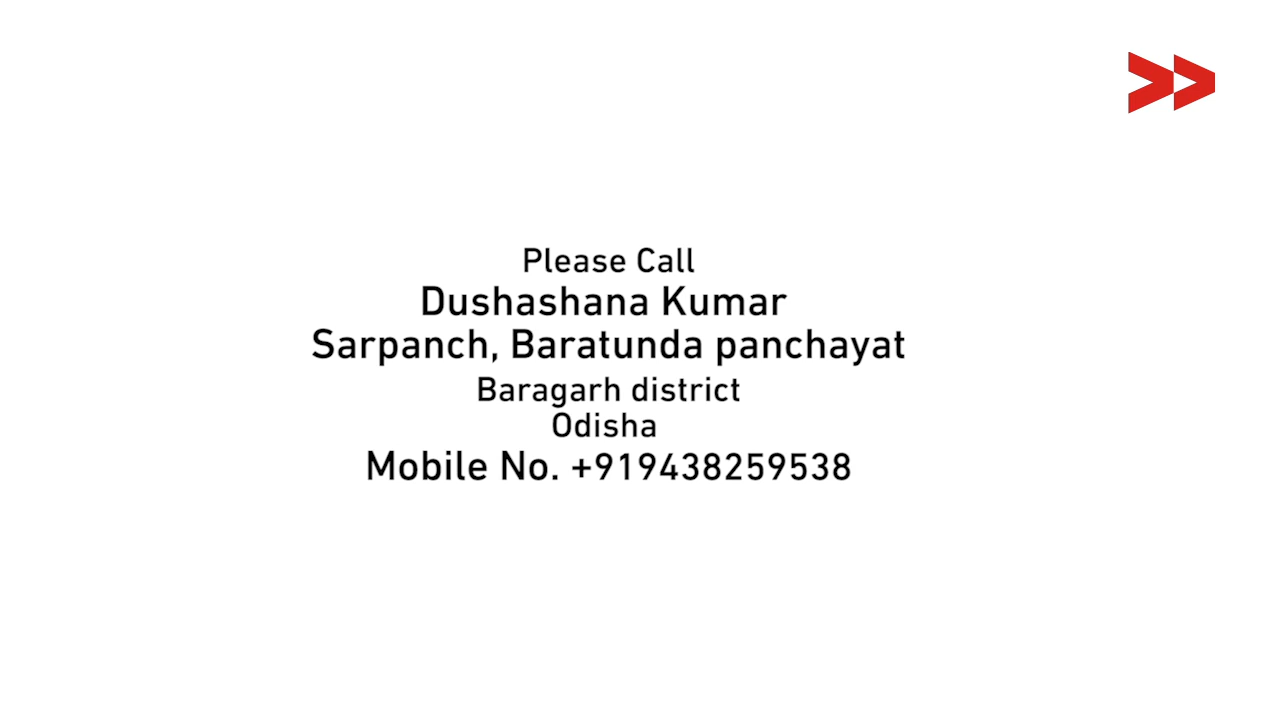 Please Call
Dushashana Kumar
Sarpanch, Baratunda panchayat
Baragarh district
Odisha
Mobile No. +919438259538